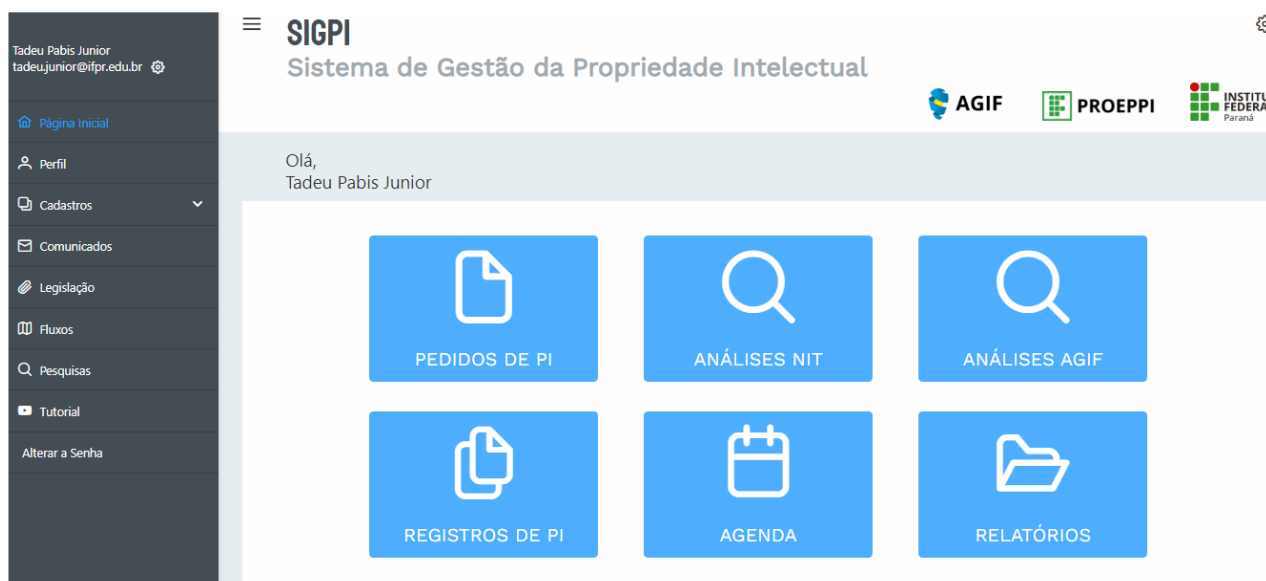 Tadeu Pabis Junior
tadeu.junior@ifpr.edu.br
Página Inicial
Perfil
Cadastros
Comunicados
Legislação
Fluxos
Pesquisas
Tutorial
Alterar a Senha
SIGPI
Sistema de Gestão da Propriedade Intelectual
AGIF
PROEPPI
INSTITU
FEDERA
Paraná
Olá,
Tadeu Pabis Junior
PEDIDOS DE PI
ANÁLISES NIT
ANÁLISES AGIF
REGISTROS DE PI
AGENDA
RELATÓRIOS